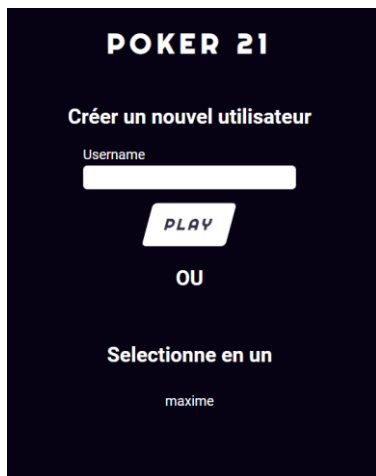 POKER 21
Créer un nouvel utilisateur
Username
PLAY
OU
Selectionne en un
maxime